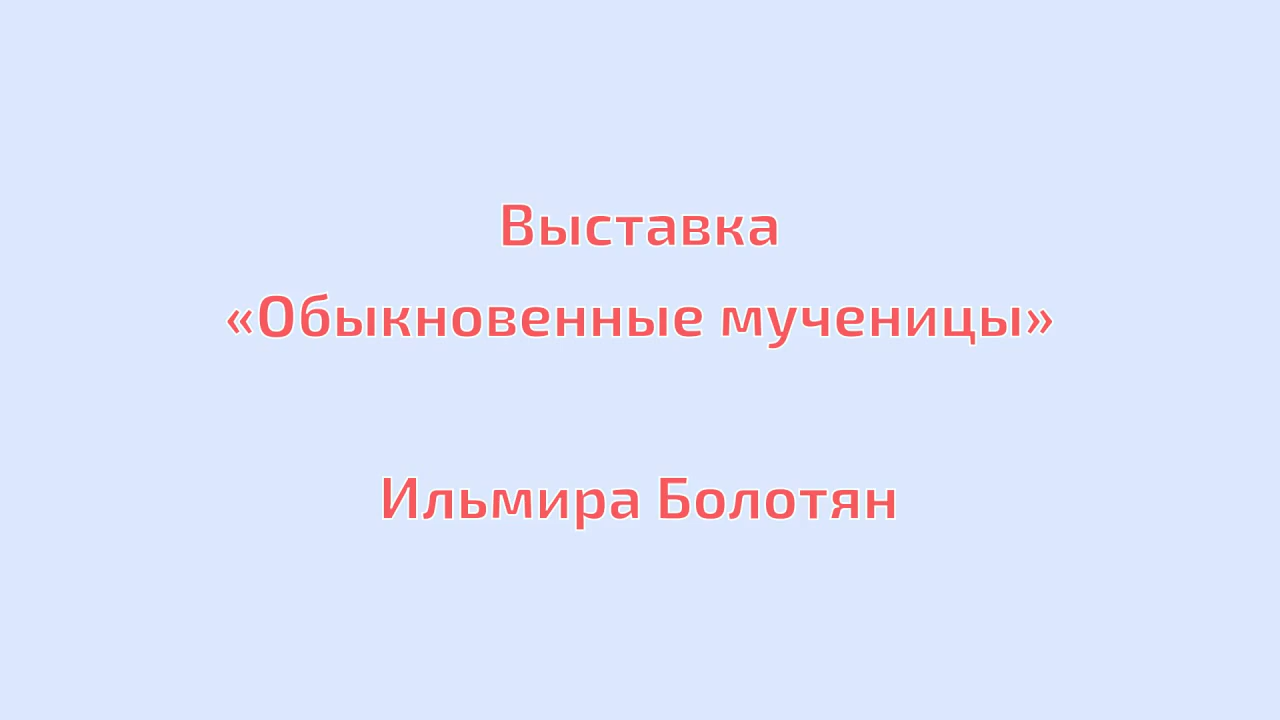 Выставка
«Обыкновенные мученицы»
Ильмира Болотян